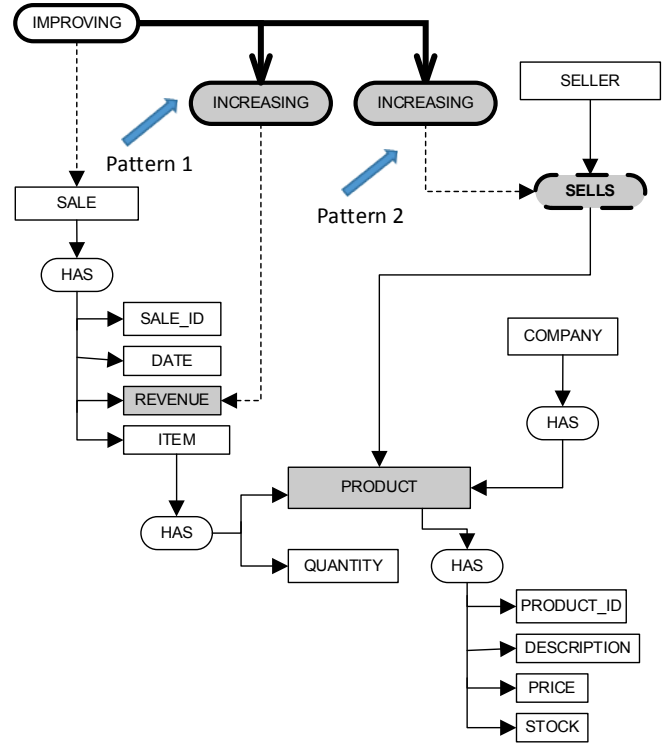 IMPROVING
INCREASING
INCREASING
SELLER
Pattern 1
Pattern 2
SALE
SELLS
HAS
SALE_ID
DATE
REVENUE
ITEM
COMPANY
HAS
PRODUCT
HAS
QUANTITY
HAS
PRODUCT_ID
DESCRIPTION
PRICE
STOCK